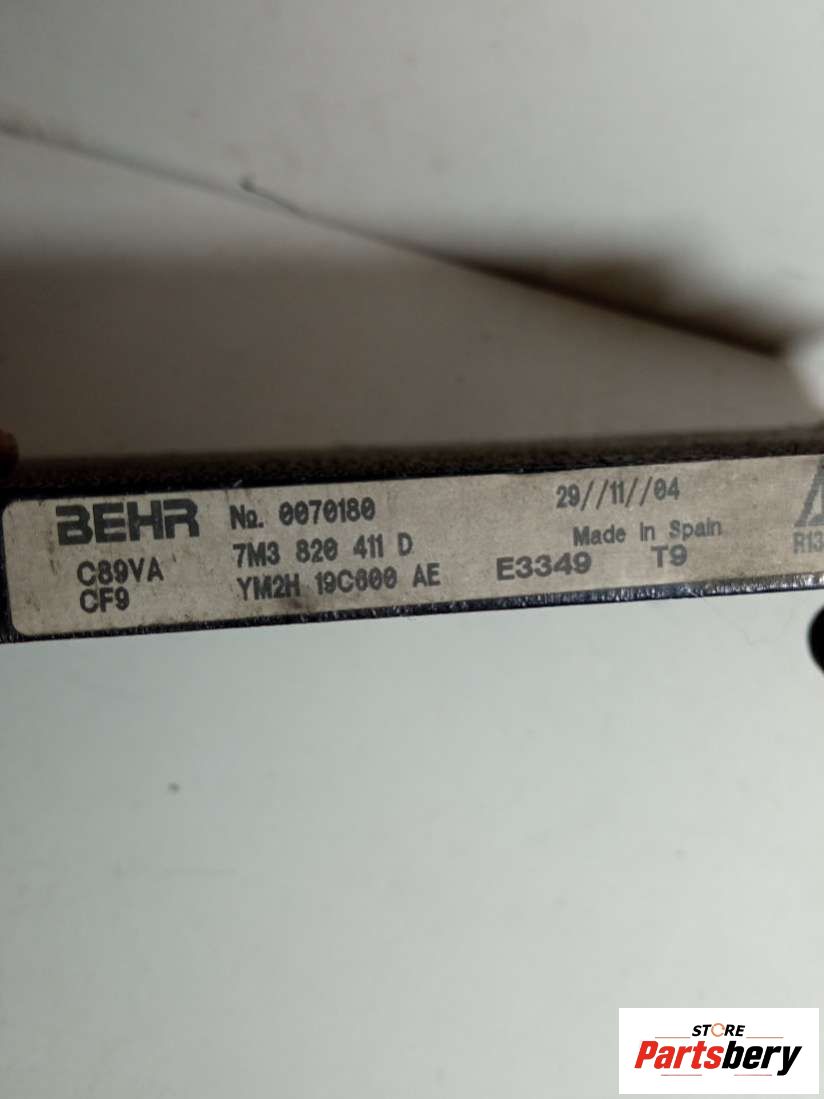 BEHR No. 0070180 29//11//04
7M3 820 411 D Made in Spain
C89VA YM2H 19C600 AE E3349 T9
CF9
R13
STORE
Partsbery